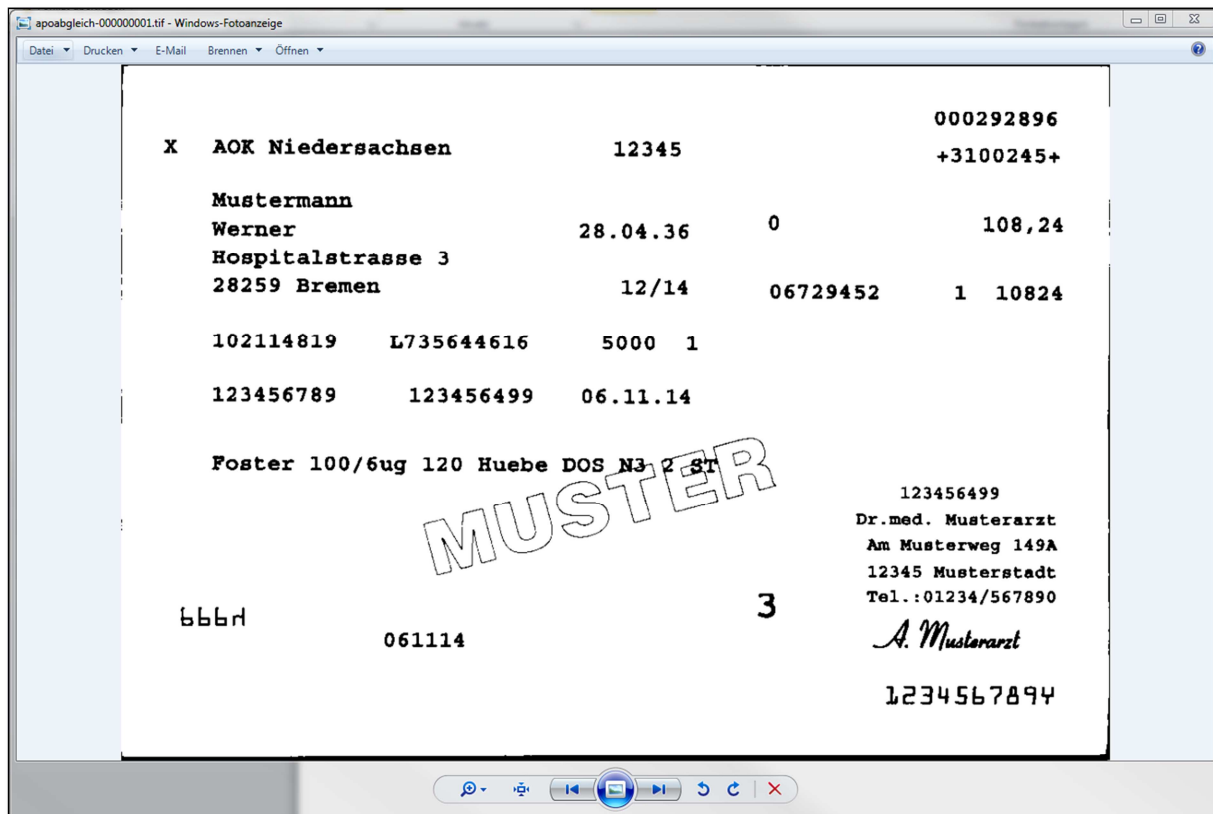 apoabgleich-000000001.tif - Windows-Fotoanzeige
Datei Drucken E-Mail Brennen Öffnen
000292896
X AOK Niedersachsen 12345 +3100245+
Mustermann
Werner 28.04.36 0 108,24
Hospitalstrasse 3
28259 Bremen 12/14 06729452 1 10824
102114819 L735644616 5000 1
123456789 123456499 06.11.14
Foster 100/6ug 120 Huebe DOS N3 2 ST
MUSTER
123456499
Dr.med. Musterarzt
Am Musterweg 149A
12345 Musterstadt
Tel.:01234/567890
3
061114
A. Musterarzt